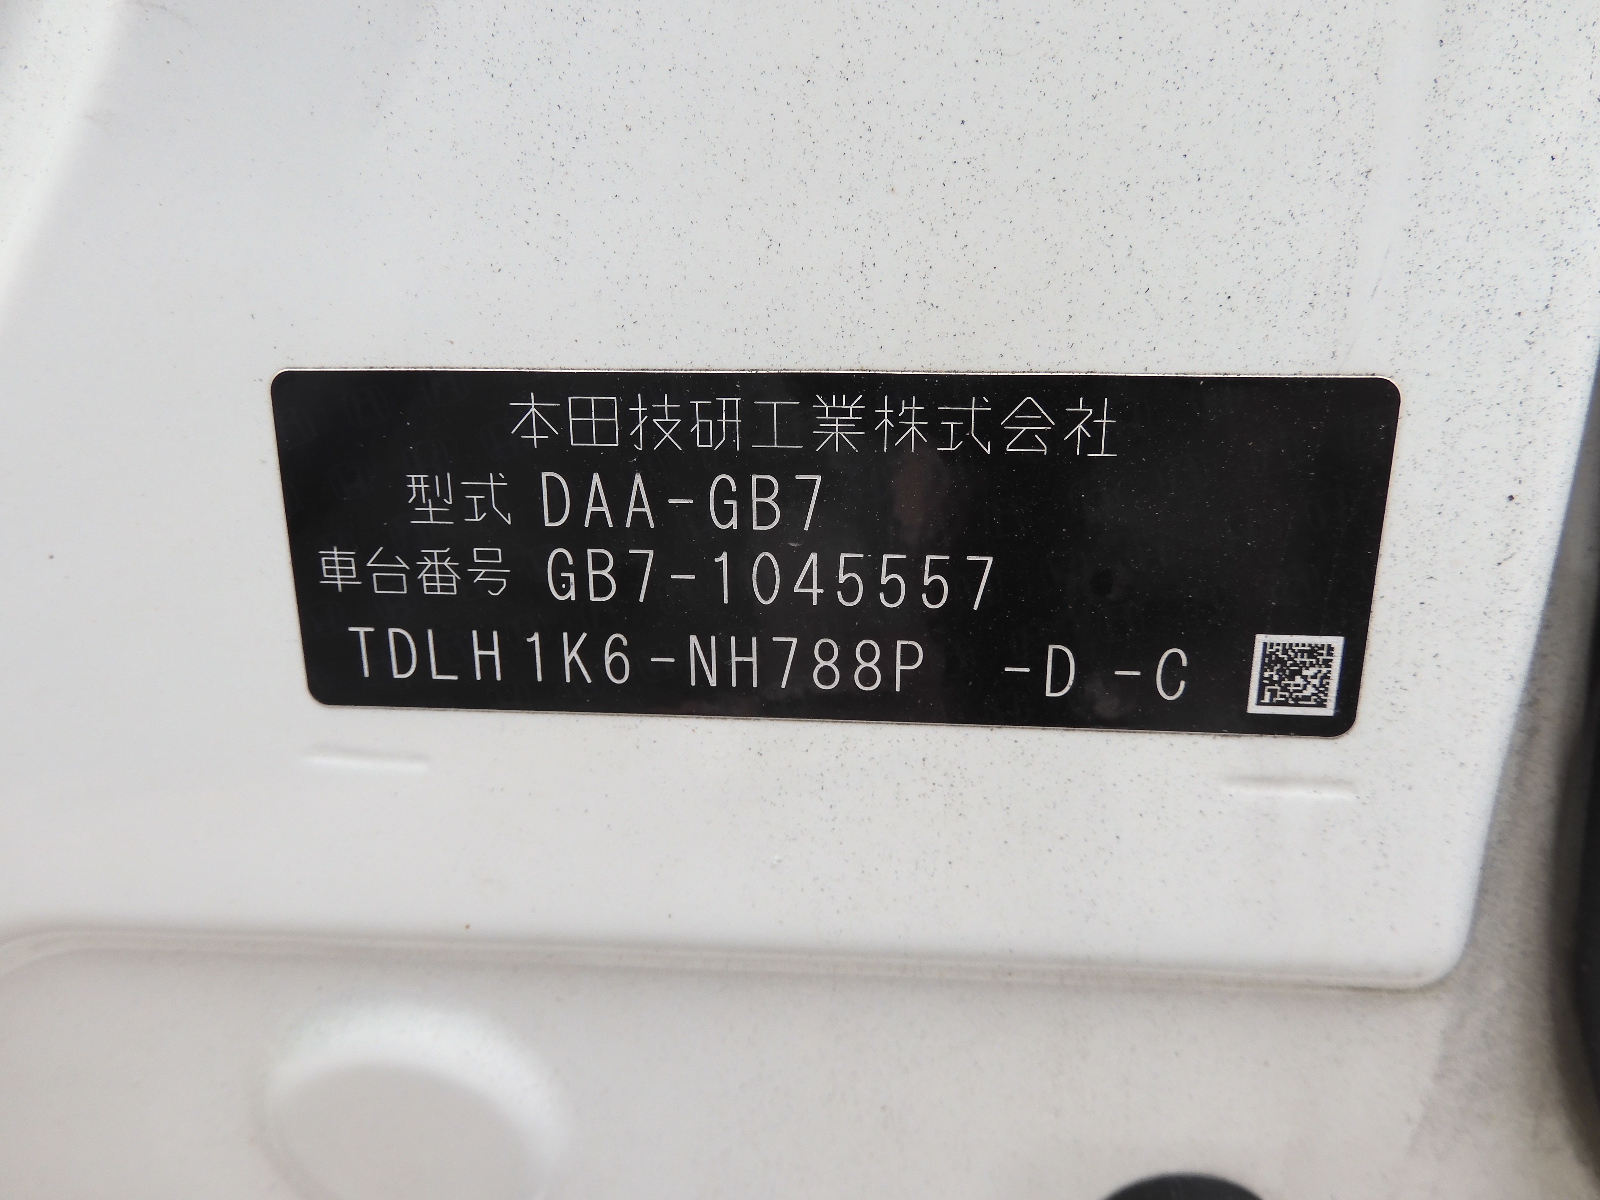 本田技研工業株式会社
型式 DAA-GB7
車台番号 GB7-1045557
TDLH1K6-NH788P -D -C